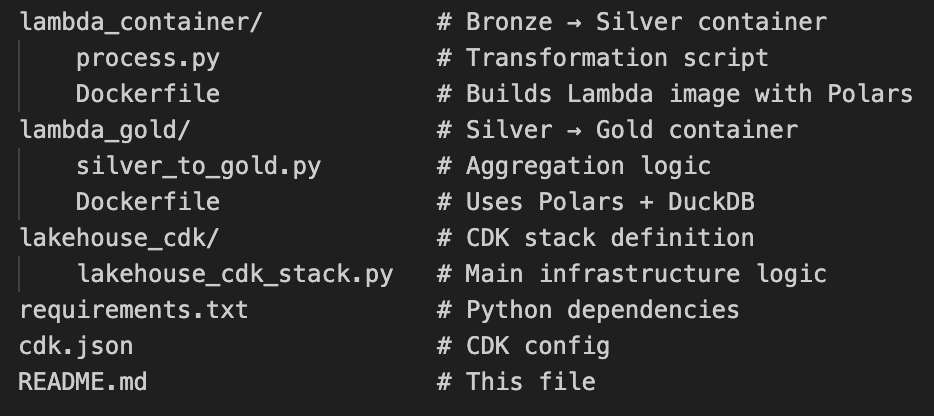 lambda_container/                # Bronze → Silver container
    process.py                   # Transformation script
    Dockerfile                   # Builds Lambda image with Polars
lambda_gold/                     # Silver → Gold container
    silver_to_gold.py            # Aggregation logic
    Dockerfile                   # Uses Polars + DuckDB
lakehouse_cdk/                   # CDK stack definition
    lakehouse_cdk_stack.py       # Main infrastructure logic
requirements.txt                 # Python dependencies
cdk.json                         # CDK config
README.md                        # This file